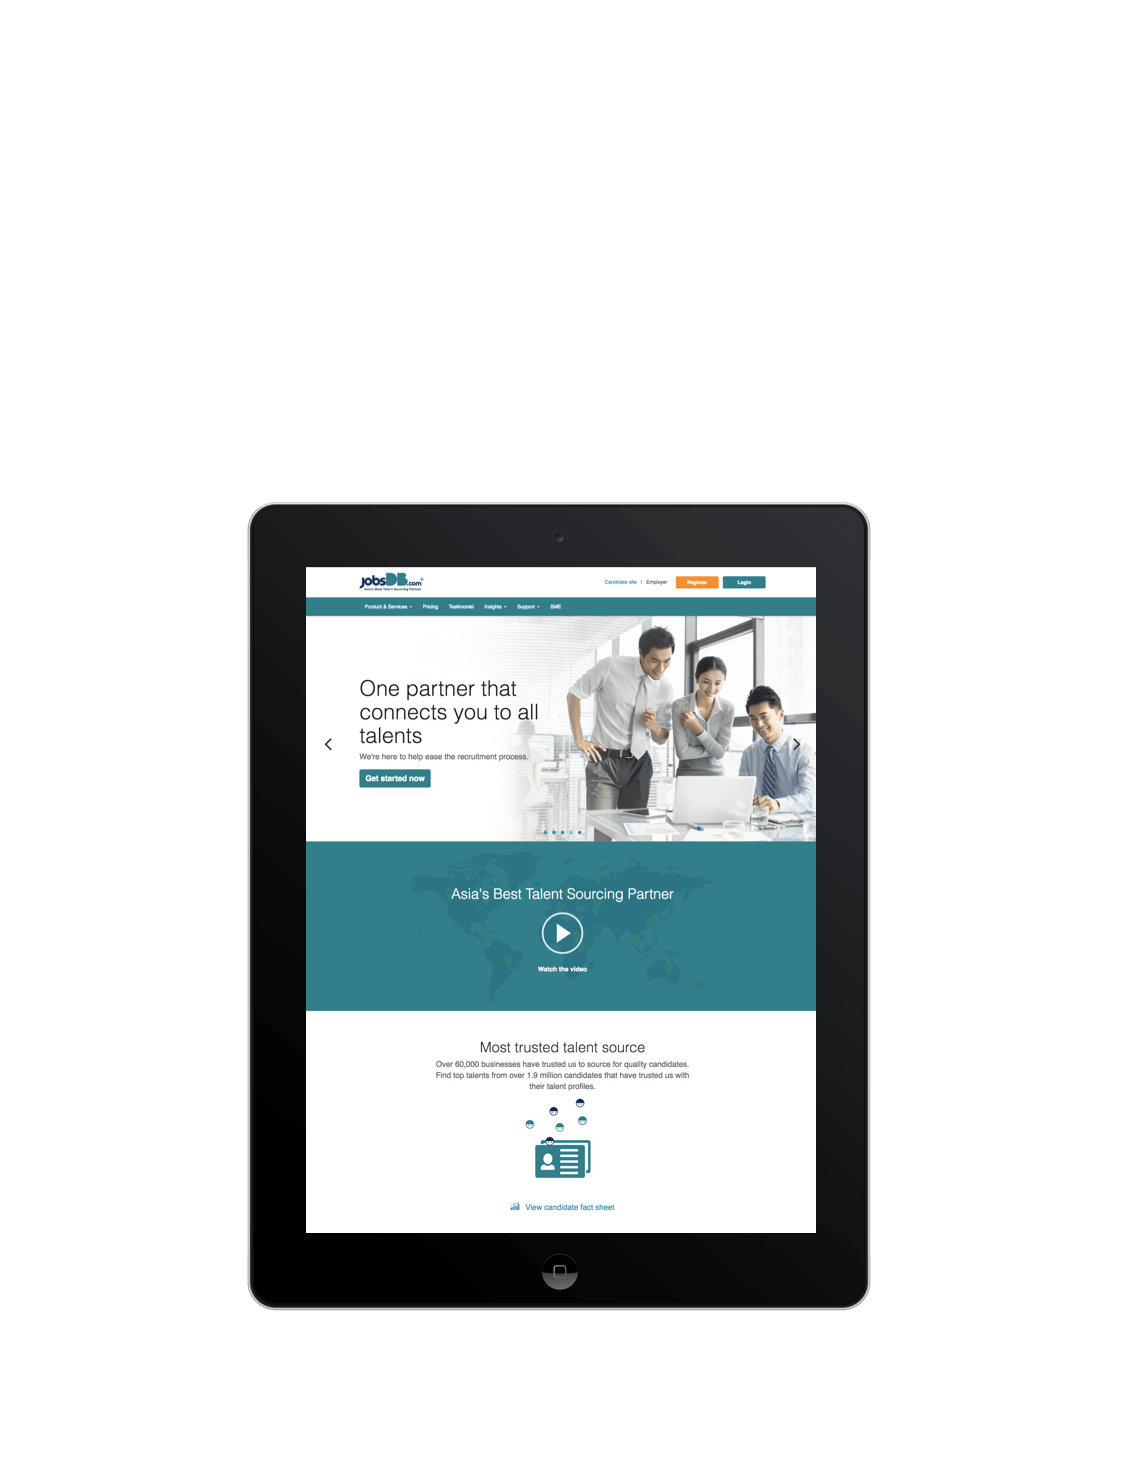 jobsDB.com
Asia's Best Talent Sourcing Partner
Candidate site | Employer Register Login
Product & Services Pricing Testimonial Insights Support SME
One partner that
connects you to all
talents
We're here to help ease the recruitment process.
Get started now
Asia's Best Talent Sourcing Partner
Watch the video
Most trusted talent source
Over 60,000 businesses have trusted us to source for quality candidates.
Find top talents from over 1.9 million candidates that have trusted us with
their talent profiles.
View candidate fact sheet